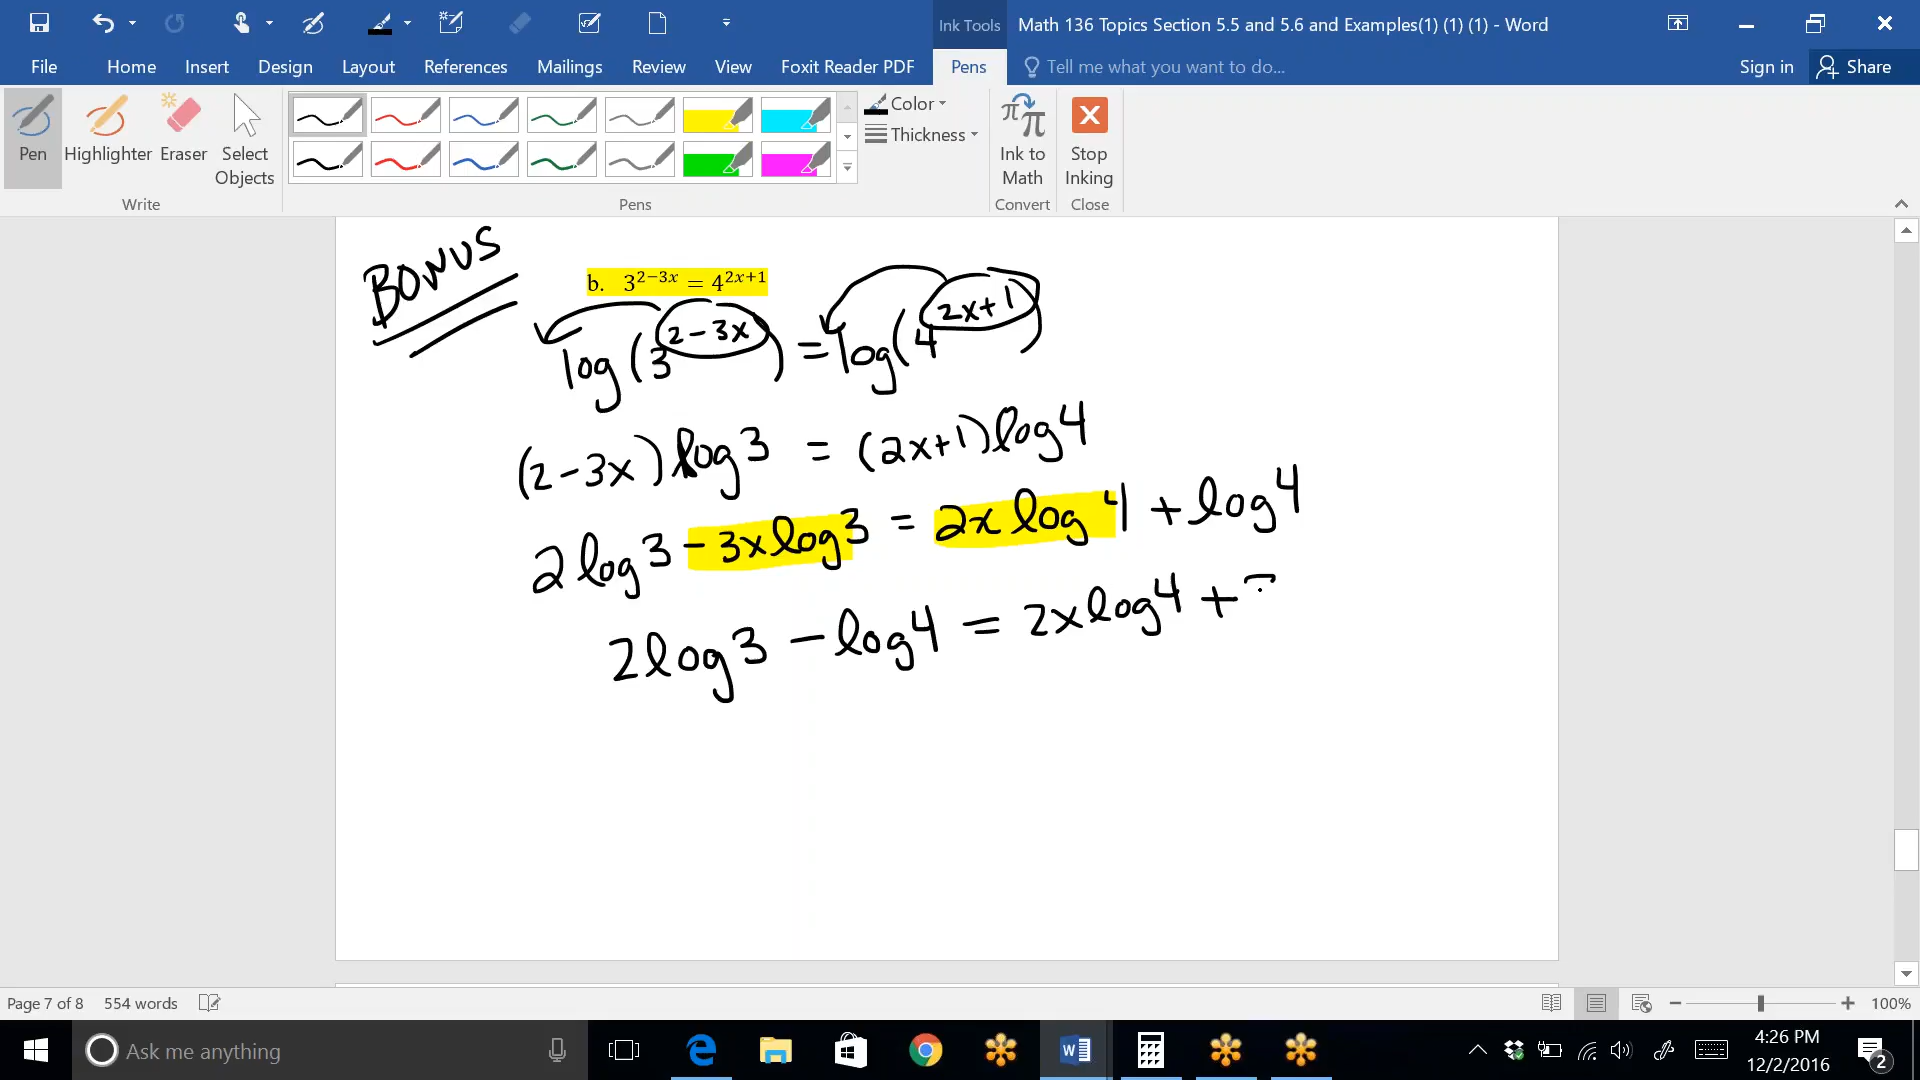 Ink Tools
Math 136 Topics Section 5.5 and 5.6 and Examples(1) (1) (1) - Word
File Home Insert Design Layout References Mailings Review View Foxit Reader PDF Pens Tell me what you want to do... Sign in Share
Pen Highlighter Eraser Select Objects
Color
Thickness
Ink to Math
Stop Inking
Write Pens Convert Close
BONUS
b. 3^{2−3x} = 4^{2x+1}
log(3^{2-3x}) = log(4^{2x+1})
(2-3x)log3 = (2x+1)log4
2log3 - 3xlog3 = 2xlog4 + log4
2log3 - log4 = 2xlog4 +
Page 7 of 8 554 words 100%
Ask me anything
4:26 PM
12/2/2016
2